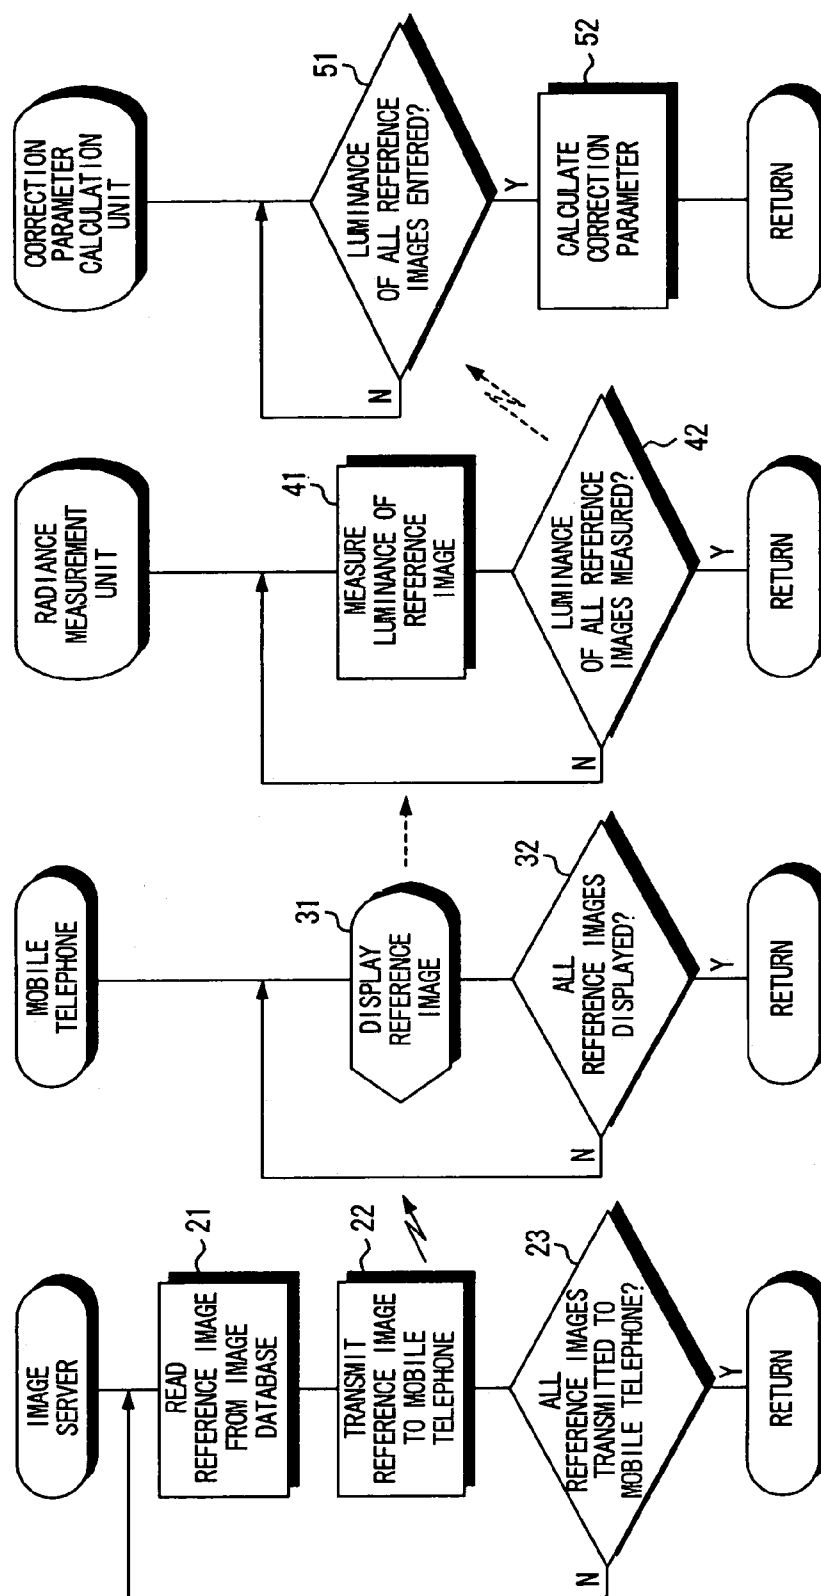 IMAGE
SERVER
READ
REFERENCE IMAGE
FROM IMAGE
DATABASE
21
TRANSMIT
REFERENCE IMAGE
TO MOBILE
TELEPHONE
22
ALL
REFERENCE IMAGES
TRANSMITTED TO
MOBILE TELEPHONE?
23
N
Y
RETURN
MOBILE
TELEPHONE
DISPLAY
REFERENCE
IMAGE
31
ALL
REFERENCE IMAGES
DISPLAYED?
32
N
Y
RETURN
RADIANCE
MEASUREMENT
UNIT
MEASURE
LUMINANCE OF
REFERENCE
IMAGE
41
LUMINANCE
OF ALL REFERENCE
IMAGES MEASURED?
42
N
Y
RETURN
CORRECTION
PARAMETER
CALCULATION
UNIT
LUMINANCE
OF ALL REFERENCE
IMAGES ENTERED?
51
N
Y
CALCULATE
CORRECTION
PARAMETER
52
RETURN